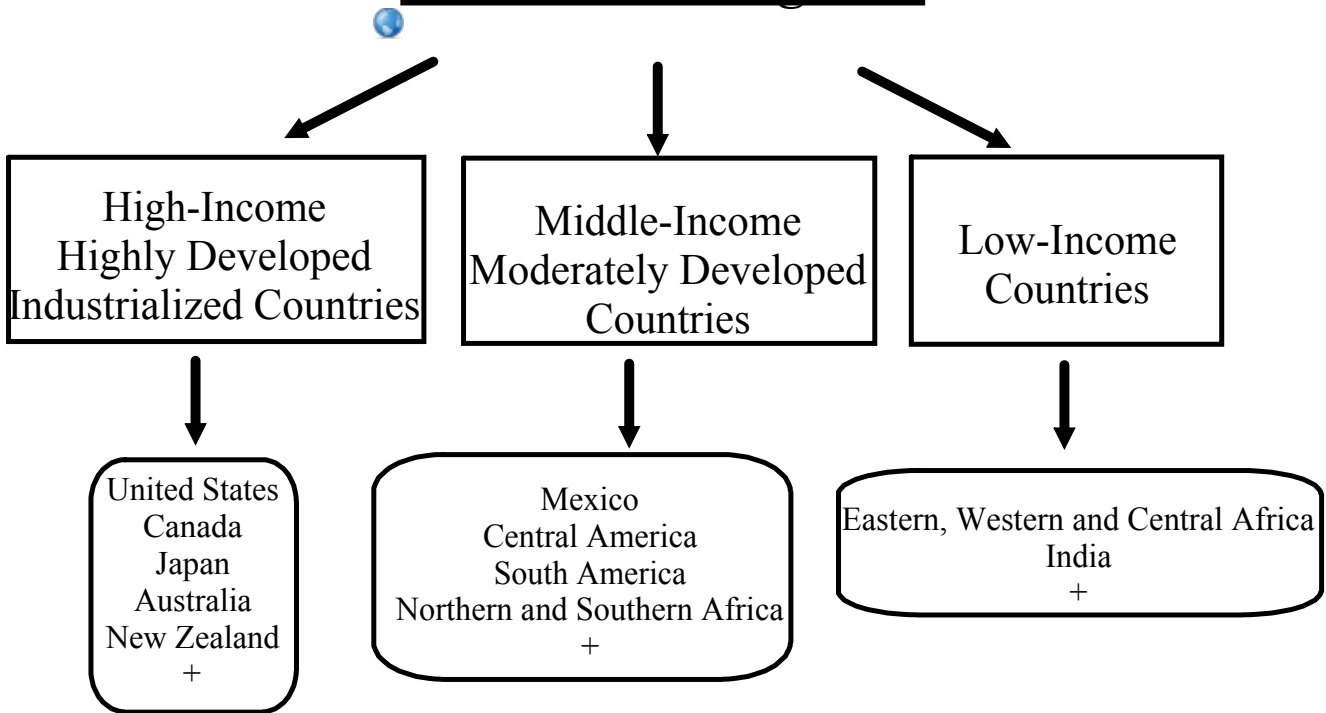 High-Income
Highly Developed
Industrialized Countries
Middle-Income
Moderately Developed
Countries
Low-Income
Countries
United States
Canada
Japan
Australia
New Zealand
+
Mexico
Central America
South America
Northern and Southern Africa
+
Eastern, Western and Central Africa
India
+